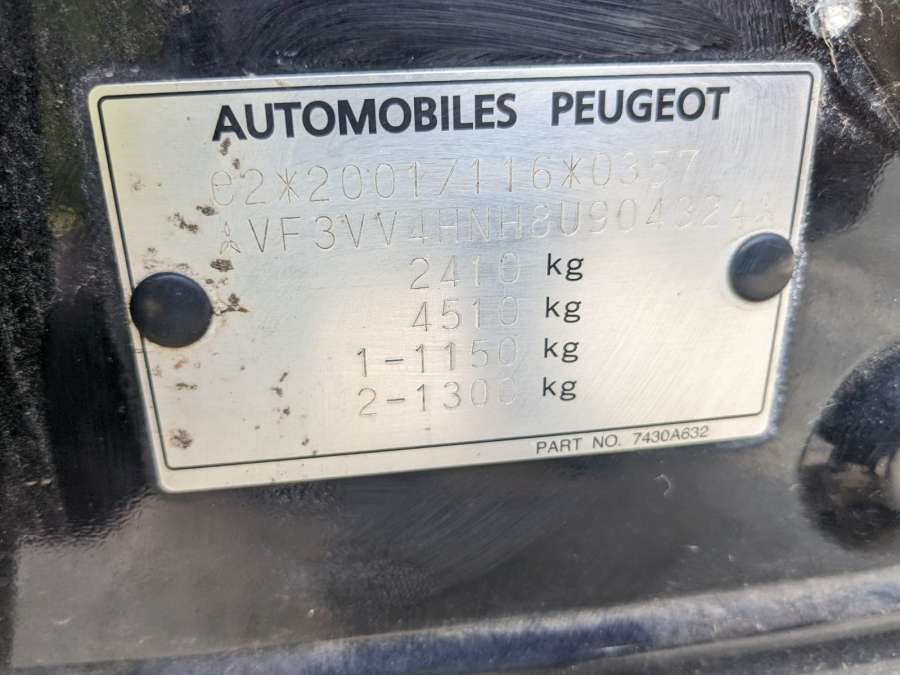 AUTOMOBILES PEUGEOT
e2*2001/116*0357
VF3VV4HNH8U904324
2410 kg
4510 kg
1-1150 kg
2-1300 kg
PART NO. 7430A632